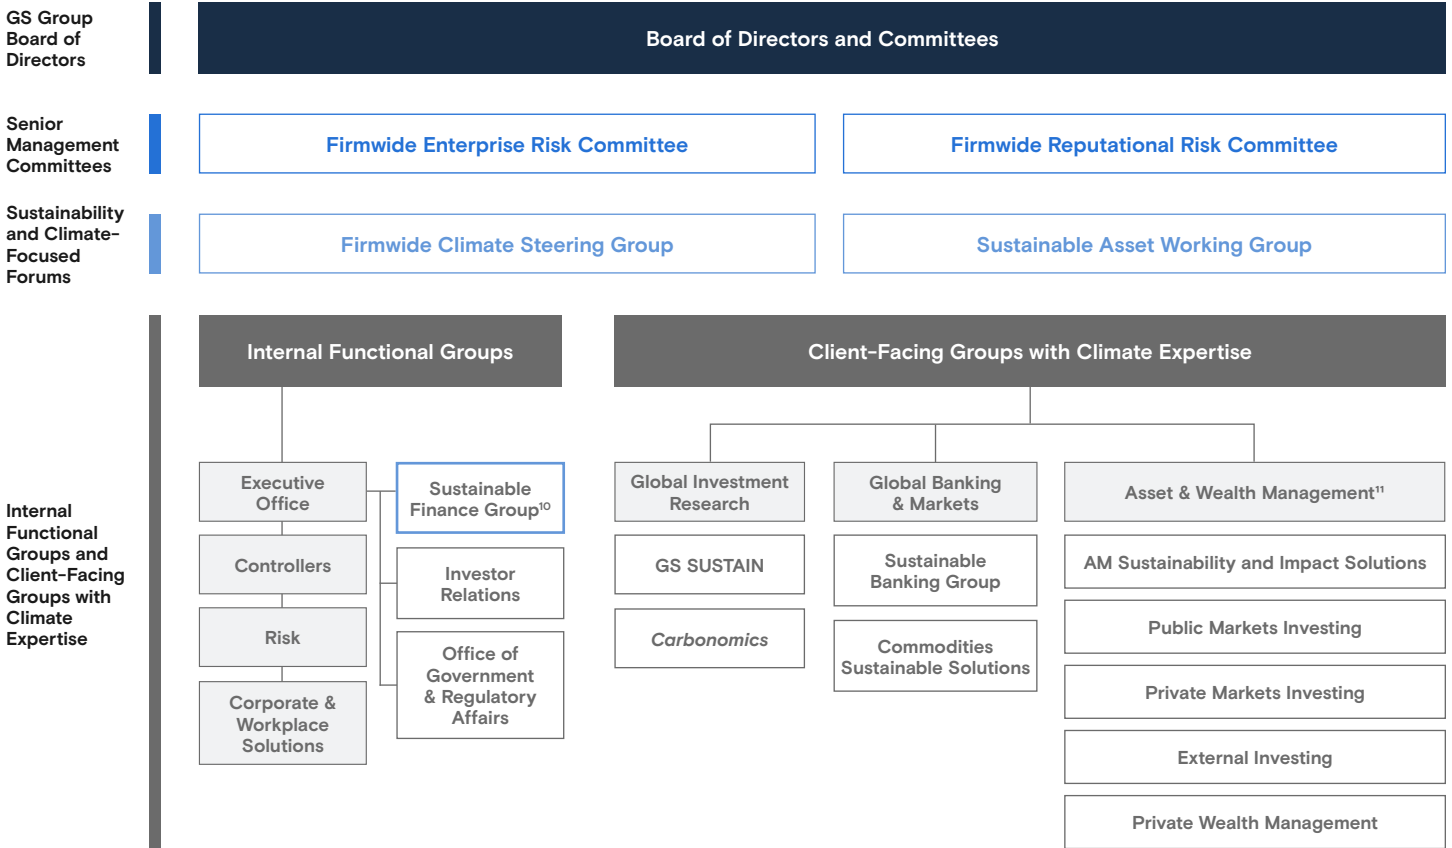 GS Group
Board of
Directors
Board of Directors and Committees
Senior
Management
Committees
Firmwide Enterprise Risk Committee
Firmwide Reputational Risk Committee
Sustainability
and Climate-
Focused
Forums
Firmwide Climate Steering Group
Sustainable Asset Working Group
Internal
Functional
Groups and
Client-Facing
Groups with
Climate
Expertise
Internal Functional Groups
Executive
Office
Controllers
Risk
Corporate &
Workplace
Solutions
Sustainable
Finance Group¹⁰
Investor
Relations
Office of
Government
& Regulatory
Affairs
Client-Facing Groups with Climate Expertise
Global Investment
Research
GS SUSTAIN
Carbonomics
Global Banking
& Markets
Sustainable
Banking Group
Commodities
Sustainable Solutions
Asset & Wealth Management¹¹
AM Sustainability and Impact Solutions
Public Markets Investing
Private Markets Investing
External Investing
Private Wealth Management